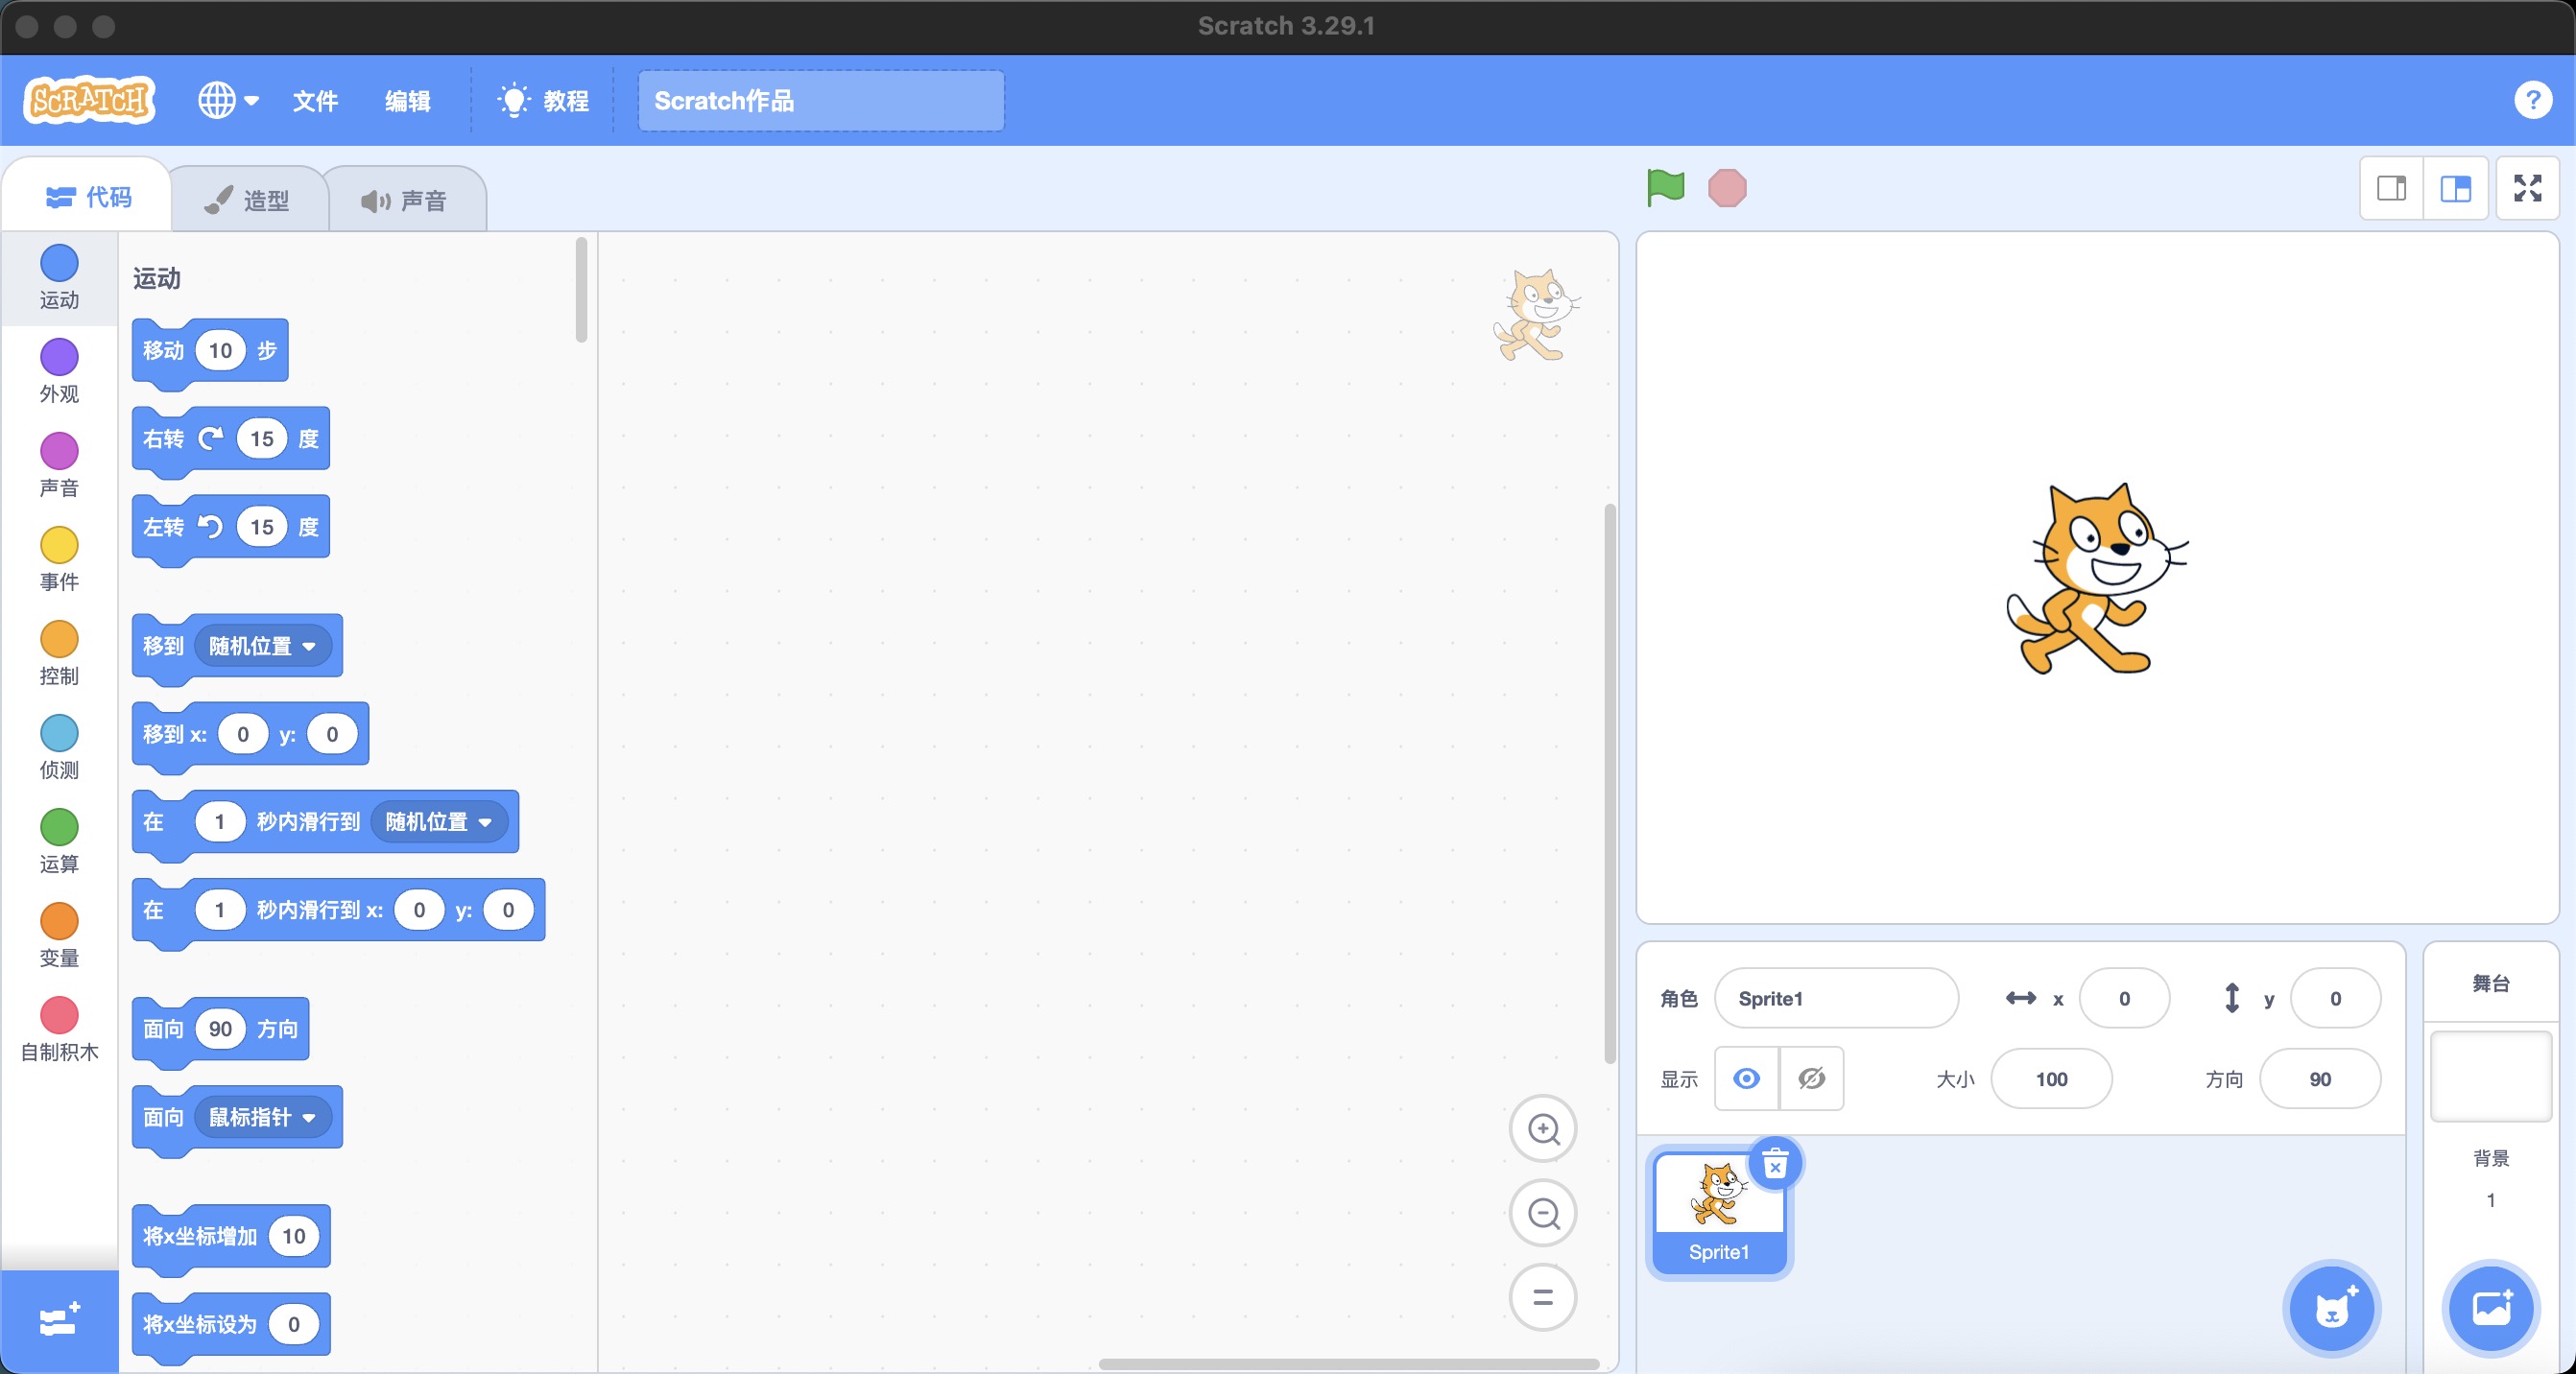 Scratch 3.29.1
SCRATCH 文件 编辑 教程 Scratch作品 ?
代码 造型 声音
运动
外观
声音
事件
控制
侦测
运算
变量
自制积木
运动
移动 10 步
右转 15 度
左转 15 度
移到 随机位置
移到 x: 0 y: 0
在 1 秒内滑行到 随机位置
在 1 秒内滑行到 x: 0 y: 0
面向 90 方向
面向 鼠标指针
将x坐标增加 10
将x坐标设为 0
角色 Sprite1 x 0 y 0
显示 大小 100 方向 90
Sprite1
舞台
背景
1